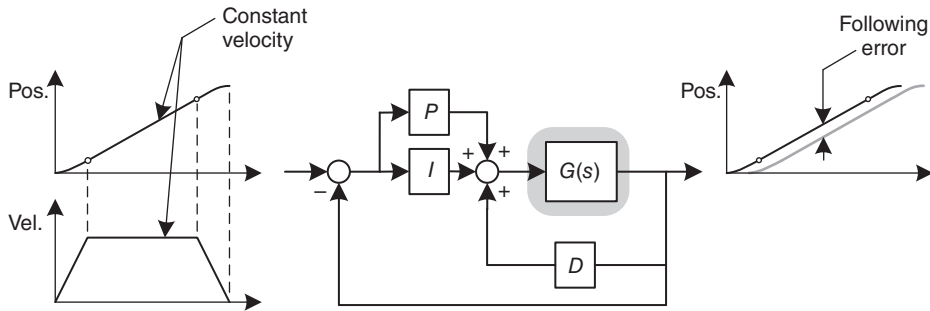 Constant
velocity
Pos.
Vel.
P
I
+
+
+
−
G(s)
D
Following
error
Pos.